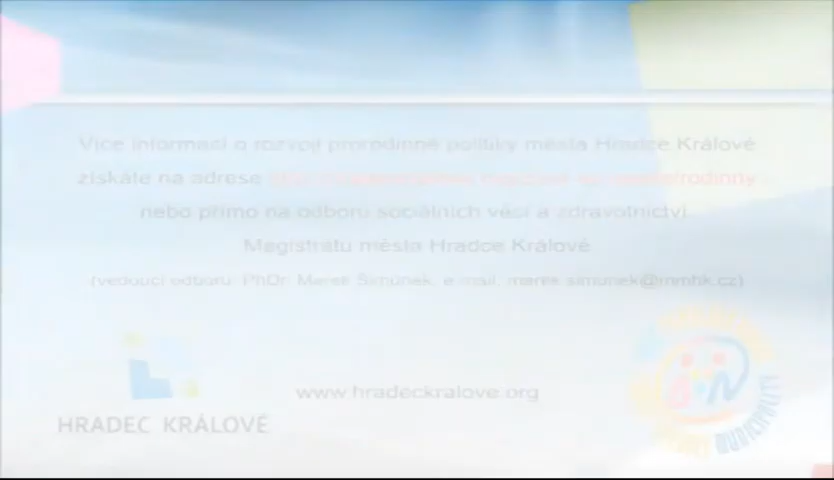 Více informací o rozvoji prorodinné politiky města Hradce Králové
získáte na adrese
nebo přímo na odboru sociálních věcí a zdravotnictví
Magistrátu města Hradce Králové
(vedoucí odboru: PhDr. Marek Šimůnek, e-mail: marek.simunek@mmhk.cz)
www.hradeckralove.org
HRADEC KRÁLOVÉ
MUNICIPALITY